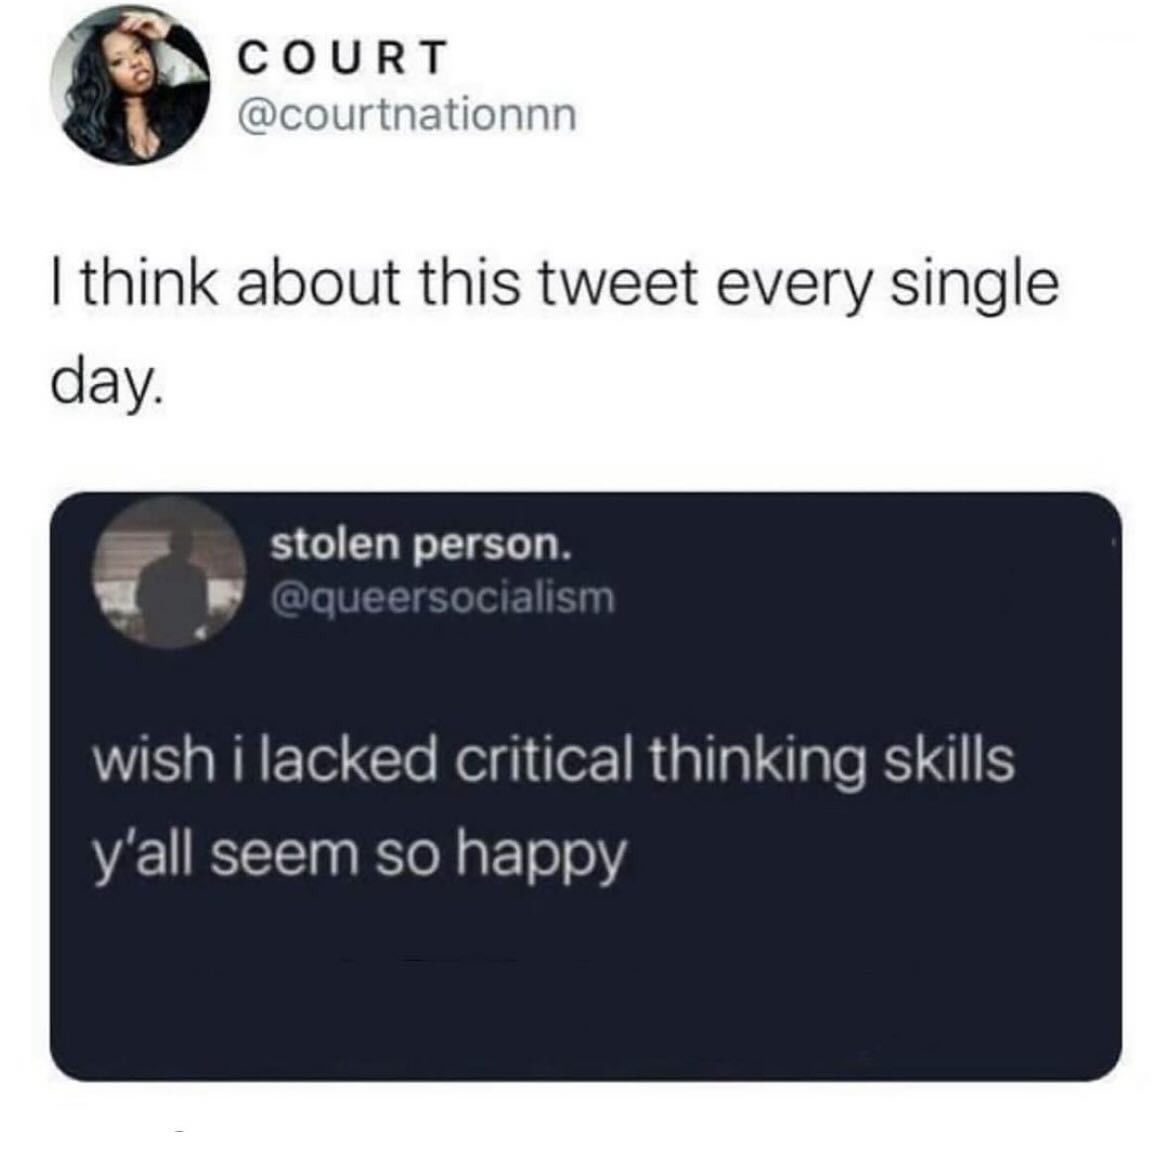 COURT
@courtnationnn
I think about this tweet every single
day.
stolen person.
@queersocialism
wish i lacked critical thinking skills
y'all seem so happy